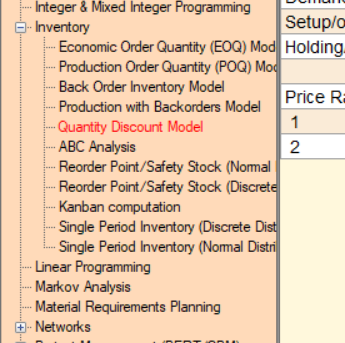 Integer & Mixed Integer Programming
Inventory
Economic Order Quantity (EOQ) Mod
Production Order Quantity (POQ) Mod
Back Order Inventory Model
Production with Backorders Model
Quantity Discount Model
ABC Analysis
Reorder Point/Safety Stock (Normal
Reorder Point/Safety Stock (Discrete
Kanban computation
Single Period Inventory (Discrete Dist
Single Period Inventory (Normal Distri
Linear Programming
Markov Analysis
Material Requirements Planning
Networks
Setup/o
Holding/
Price Ra
1
2